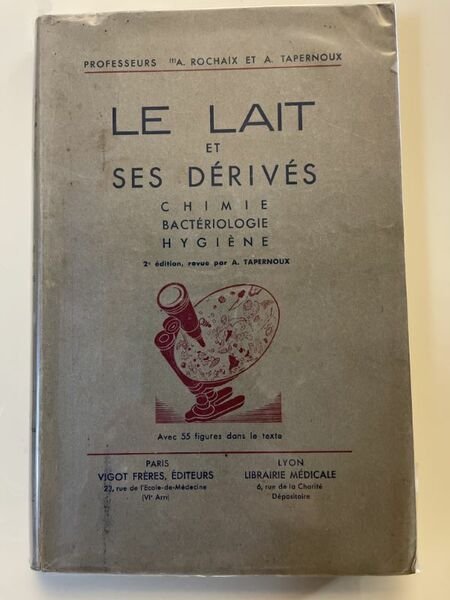 PROFESSEURS (†)A. ROCHAIX ET A. TAPERNOUX
LE LAIT
ET
SES DÉRIVÉS
CHIMIE
BACTÉRIOLOGIE
HYGIÈNE
2e édition, revue par A. TAPERNOUX
Avec 55 figures dans le texte
PARIS
VIGOT FRÈRES, ÉDITEURS
23, rue de l'Ecole-de-Médecine
(VIe Arrt)
LYON
LIBRAIRIE MÉDICALE
6, rue de la Charité
Dépositaire